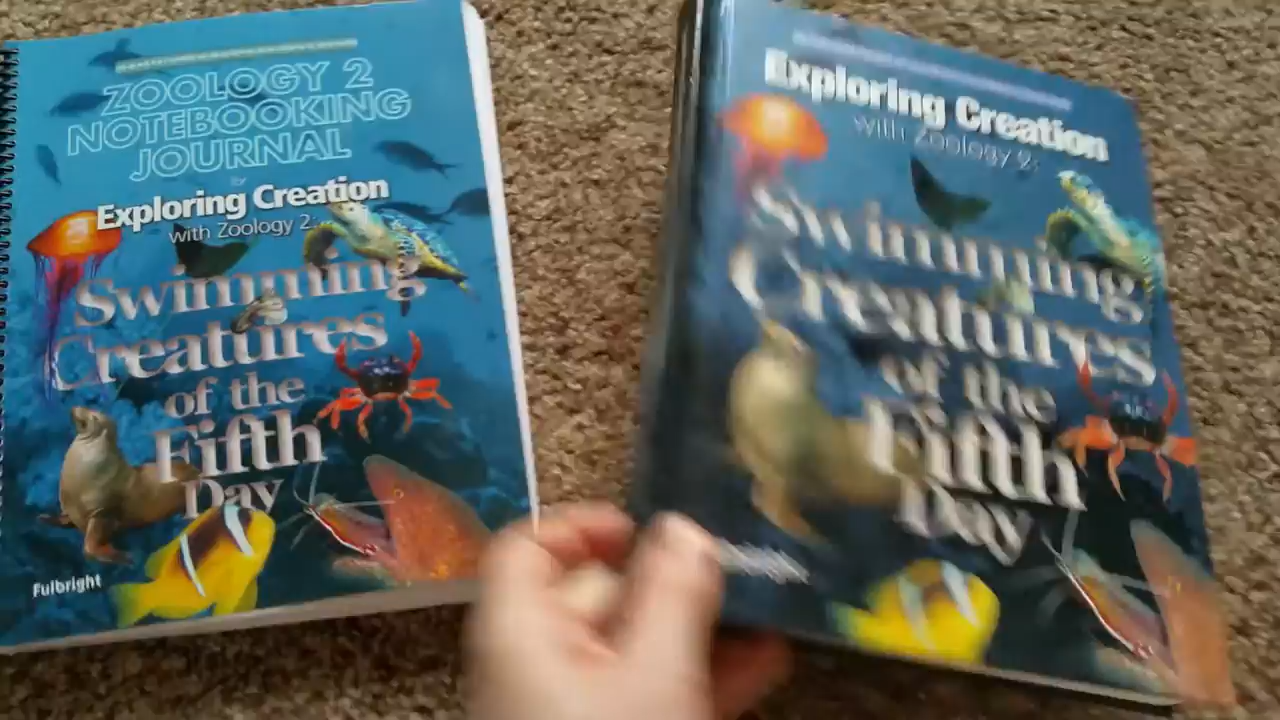 ZOOLOGY 2
NOTEBOOKING
JOURNAL
for
Exploring Creation
with Zoology 2:
Swimming
Creatures
of the
Fifth
Day
Fulbright
Exploring Creation
with Zoology 2:
Swimming
Creatures
of the
Fifth
Day